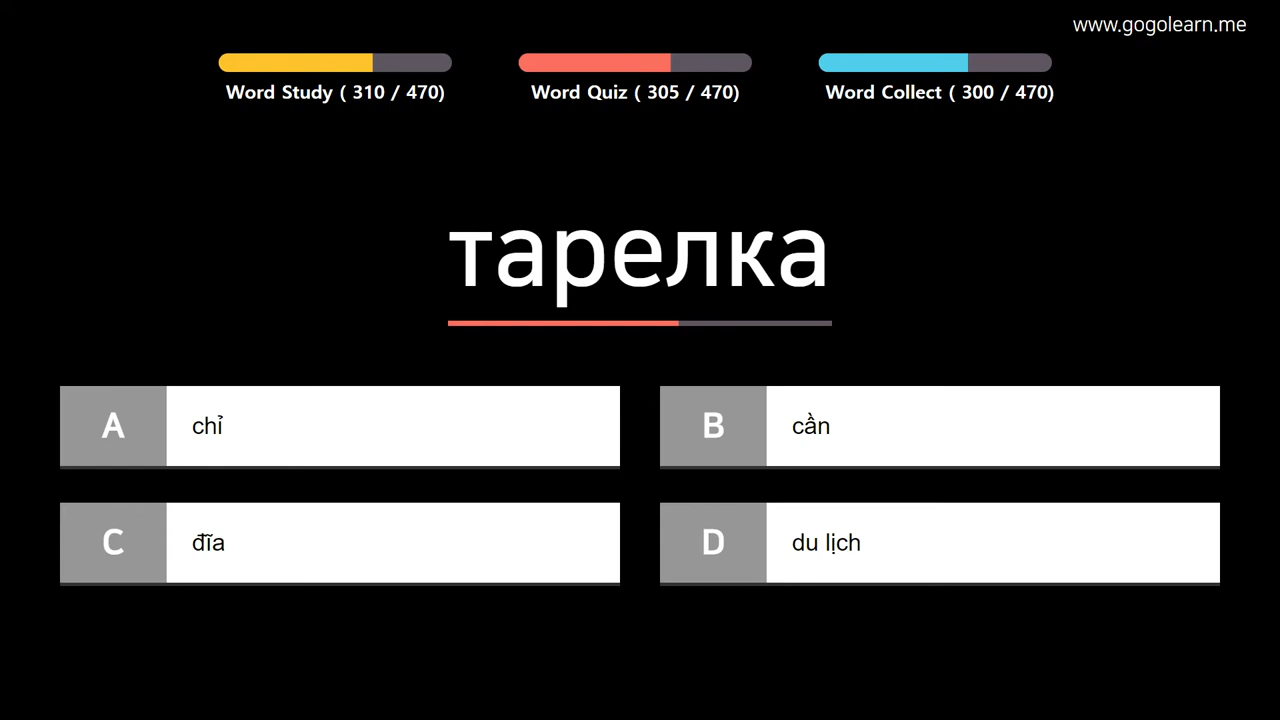 www.gogolearn.me
Word Study ( 310 / 470)
Word Quiz ( 305 / 470)
Word Collect ( 300 / 470)
тарелка
A chỉ
B cần
C đĩa
D du lịch